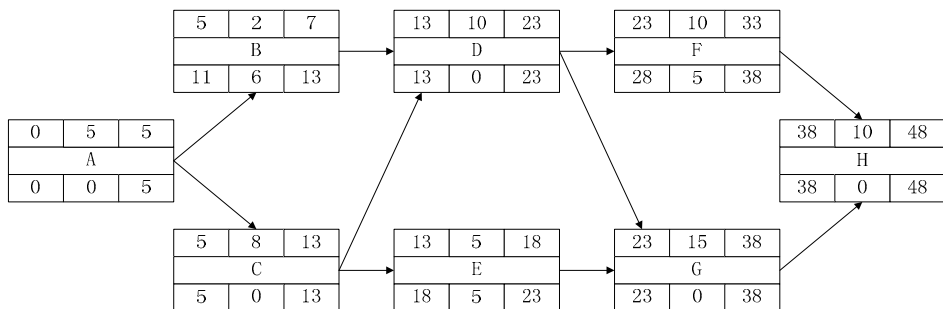 5 2 7
B
11 6 13
13 10 23
D
13 0 23
23 10 33
F
28 5 38
0 5 5
A
0 0 5
38 10 48
H
38 0 48
5 8 13
C
5 0 13
13 5 18
E
18 5 23
23 15 38
G
23 0 38